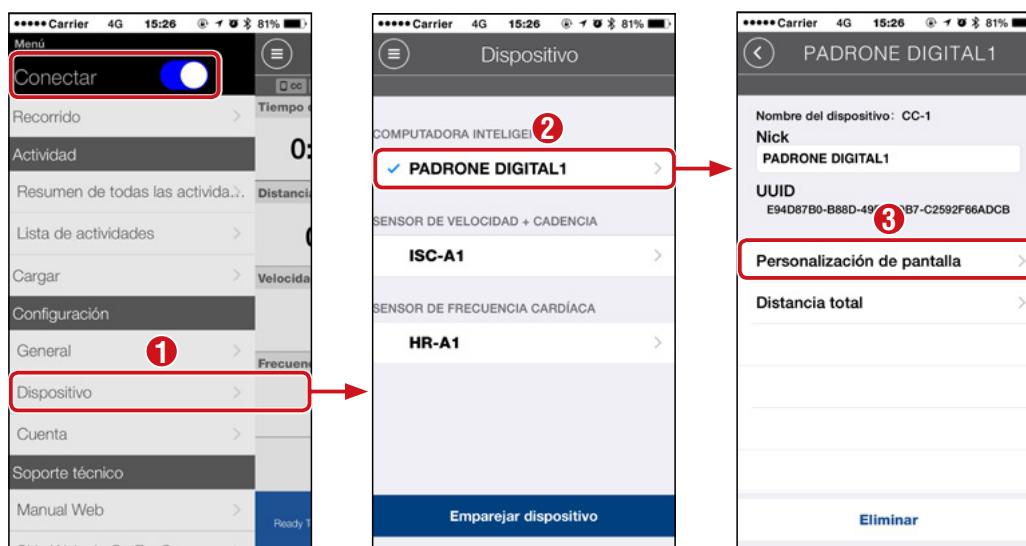 Carrier 4G 15:26 81%
Menú
Conectar
Recorrido
Actividad
Resumen de todas las activida...
Lista de actividades
Cargar
Configuración
General
1
Dispositivo
Cuenta
Soporte técnico
Manual Web
cc
Tiempo
0:
Distancia
Velocida
Frecuen
Ready
Carrier 4G 15:26 81%
Dispositivo
COMPUTADORA
2
PADRONE DIGITAL1
SENSOR DE VELOCIDAD + CADENCIA
ISC-A1
SENSOR DE FRECUENCIA CARDÍACA
HR-A1
Emparejar dispositivo
Carrier 4G 15:26 81%
PADRONE DIGITAL1
Nombre del dispositivo: CC-1
Nick
PADRONE DIGITAL1
UUID
E94D87B0-B88D-49 B7-C2592F66ADCB
3
Personalización de pantalla
Distancia total
Eliminar